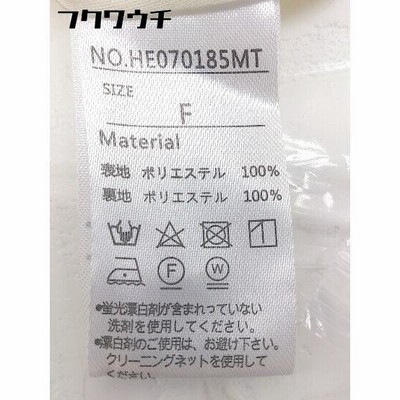 フクワウチ
NO.HE070185MT
SIZE
F
Material
表地 ポリエステル 100%
裏地 ポリエステル 100%
F W
•蛍光漂白剤が含まれっていない
洗剤を使用してください。
•漂白剤のご使用は、お避け下さい。
クリーニングネットを使用して